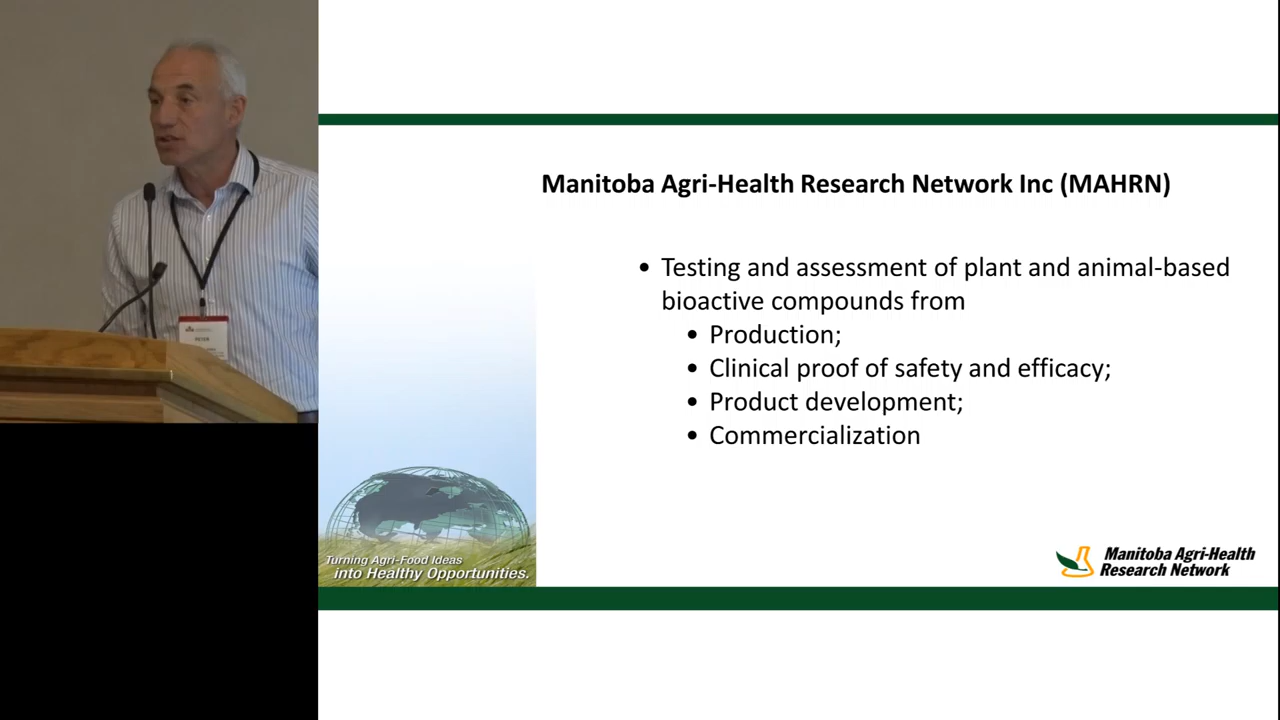 Manitoba Agri-Health Research Network Inc (MAHRN)
• Testing and assessment of plant and animal-based
bioactive compounds from
• Production;
• Clinical proof of safety and efficacy;
• Product development;
• Commercialization
Turning Agri-Food Ideas
into Healthy Opportunities.
Manitoba Agri-Health
Research Network
PETER